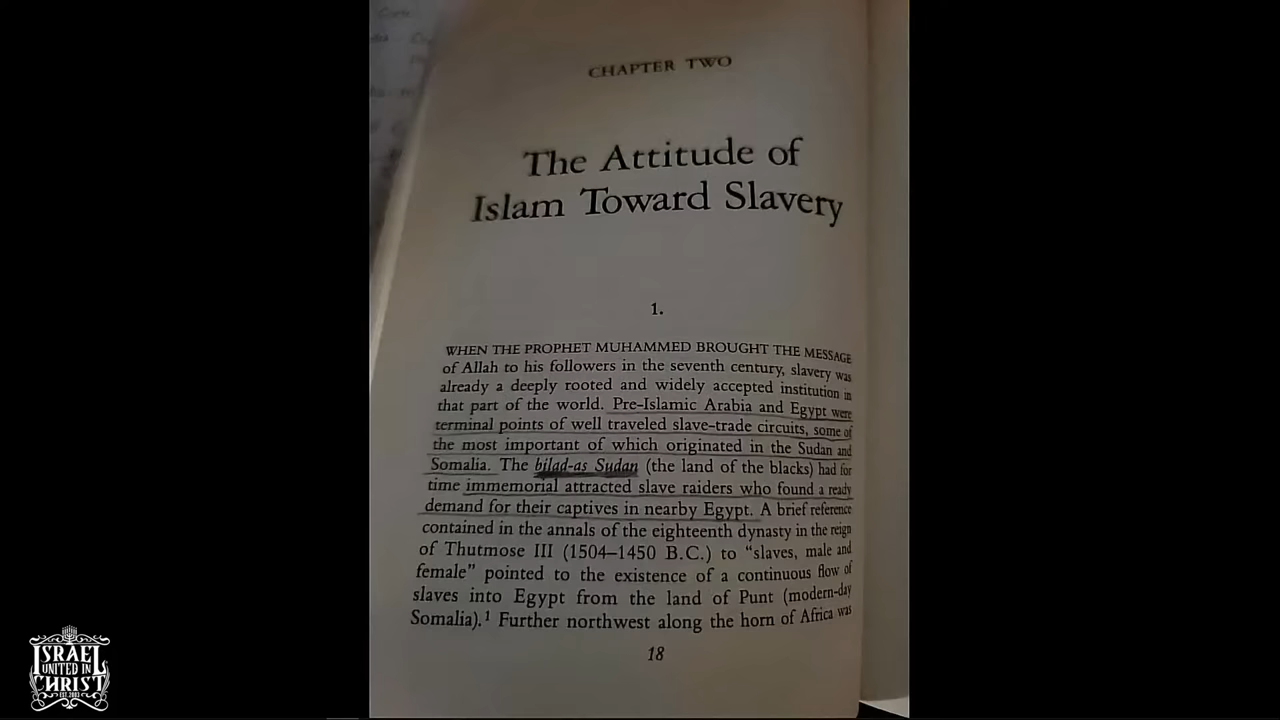 CHAPTER TWO
The Attitude of
Islam Toward Slavery
1.
WHEN THE PROPHET MUHAMMED BROUGHT THE MESSAGE
of Allah to his followers in the seventh century, slavery was
already a deeply rooted and widely accepted institution in
that part of the world. Pre-Islamic Arabia and Egypt were
terminal points of well traveled slave-trade circuits, some of
the most important of which originated in the Sudan and
Somalia. The bilad-as Sudan (the land of the blacks) had for
time immemorial attracted slave raiders who found a ready
demand for their captives in nearby Egypt. A brief reference
contained in the annals of the eighteenth dynasty in the reign
of Thutmose III (1504–1450 B.C.) to “slaves, male and
female” pointed to the existence of a continuous flow of
slaves into Egypt from the land of Punt (modern-day
Somalia).¹ Further northwest along the horn of Africa was
18
ISRAEL
UNITED IN
CHRIST
EST. 2003